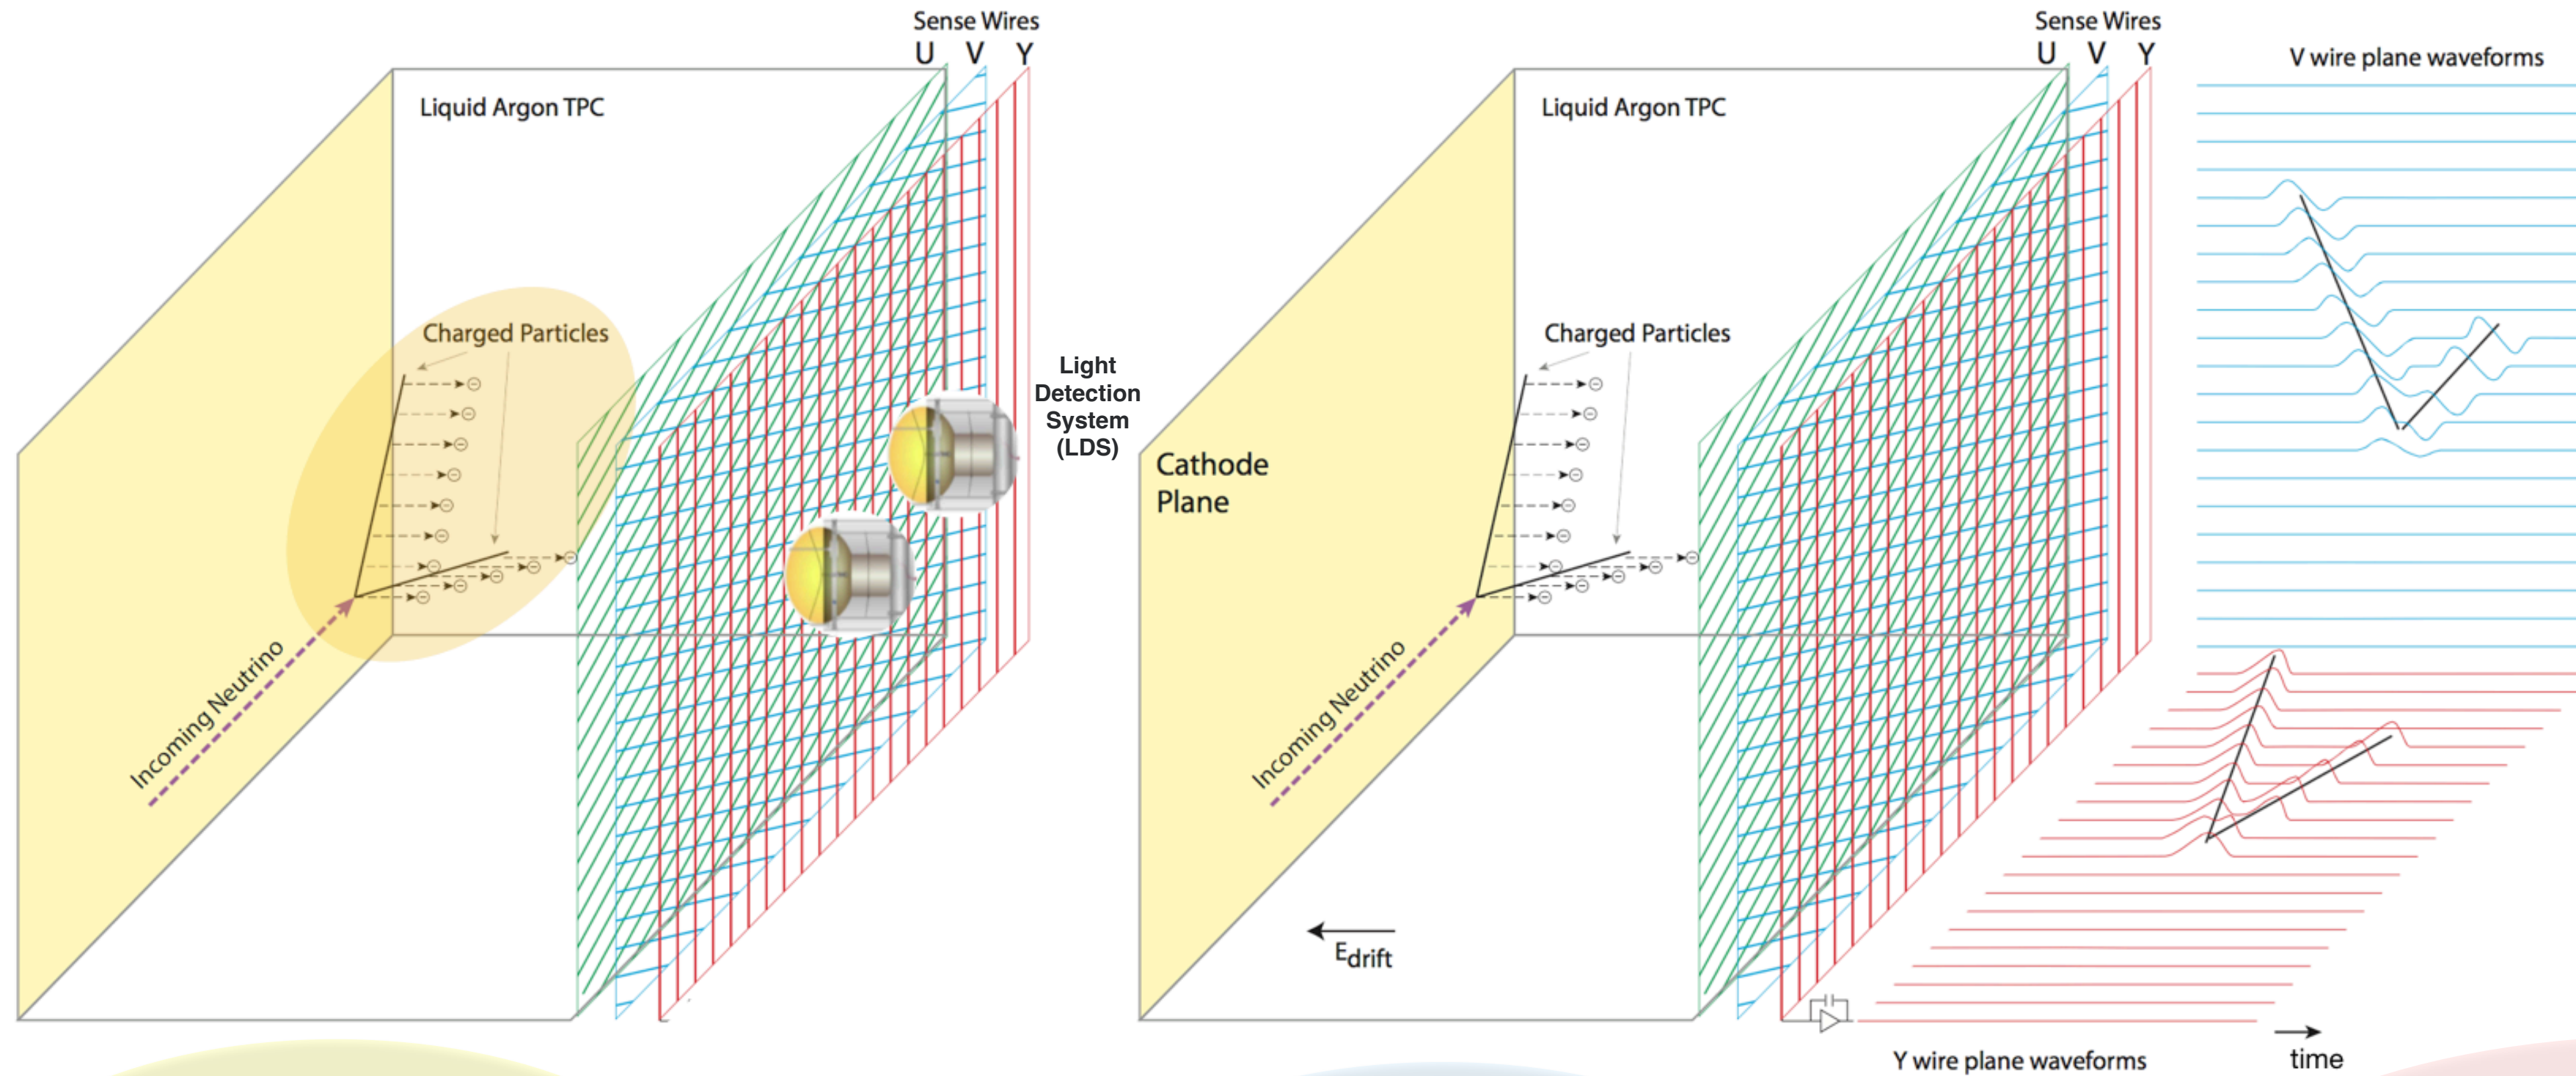 Sense Wires
U V Y
Liquid Argon TPC
Charged Particles
Incoming Neutrino
Light
Detection
System
(LDS)
Sense Wires
U V Y
Liquid Argon TPC
Charged Particles
Cathode
Plane
Incoming Neutrino
Edrift
V wire plane waveforms
Y wire plane waveforms
time